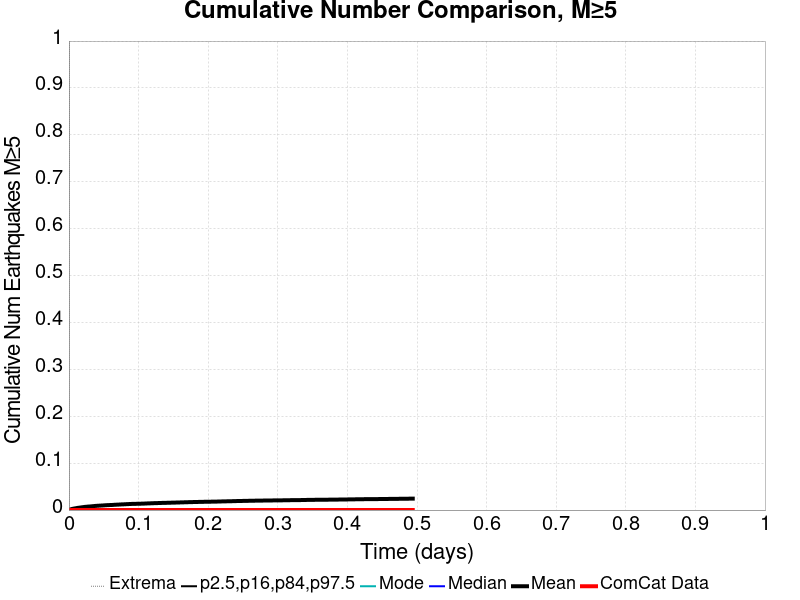 Cumulative Number Comparison, M≥5
Cumulative Num Earthquakes M≥5
1
0.9
0.8
0.7
0.6
0.5
0.4
0.3
0.2
0.1
0
0 0.1 0.2 0.3 0.4 0.5 0.6 0.7 0.8 0.9 1
Time (days)
Extrema p2.5,p16,p84,p97.5 Mode Median Mean ComCat Data